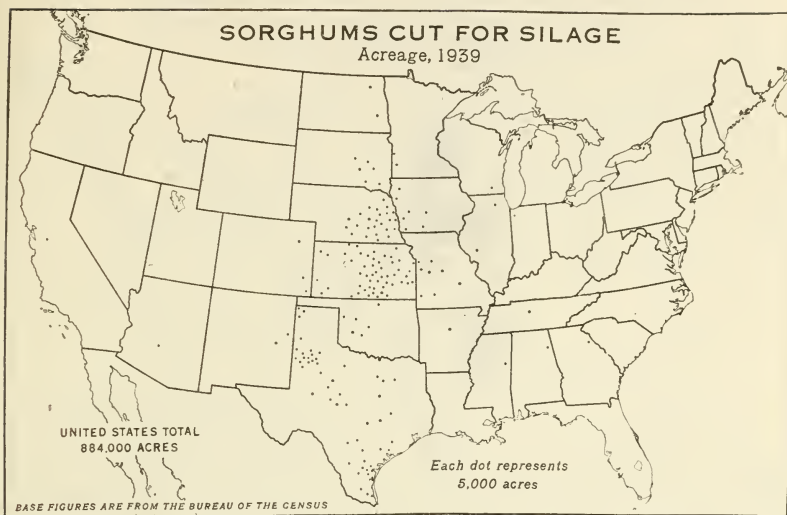 SORGHUMS CUT FOR SILAGE
Acreage, 1939
UNITED STATES TOTAL
884,000 ACRES
Each dot represents
5,000 acres
BASE FIGURES ARE FROM THE BUREAU OF THE CENSUS